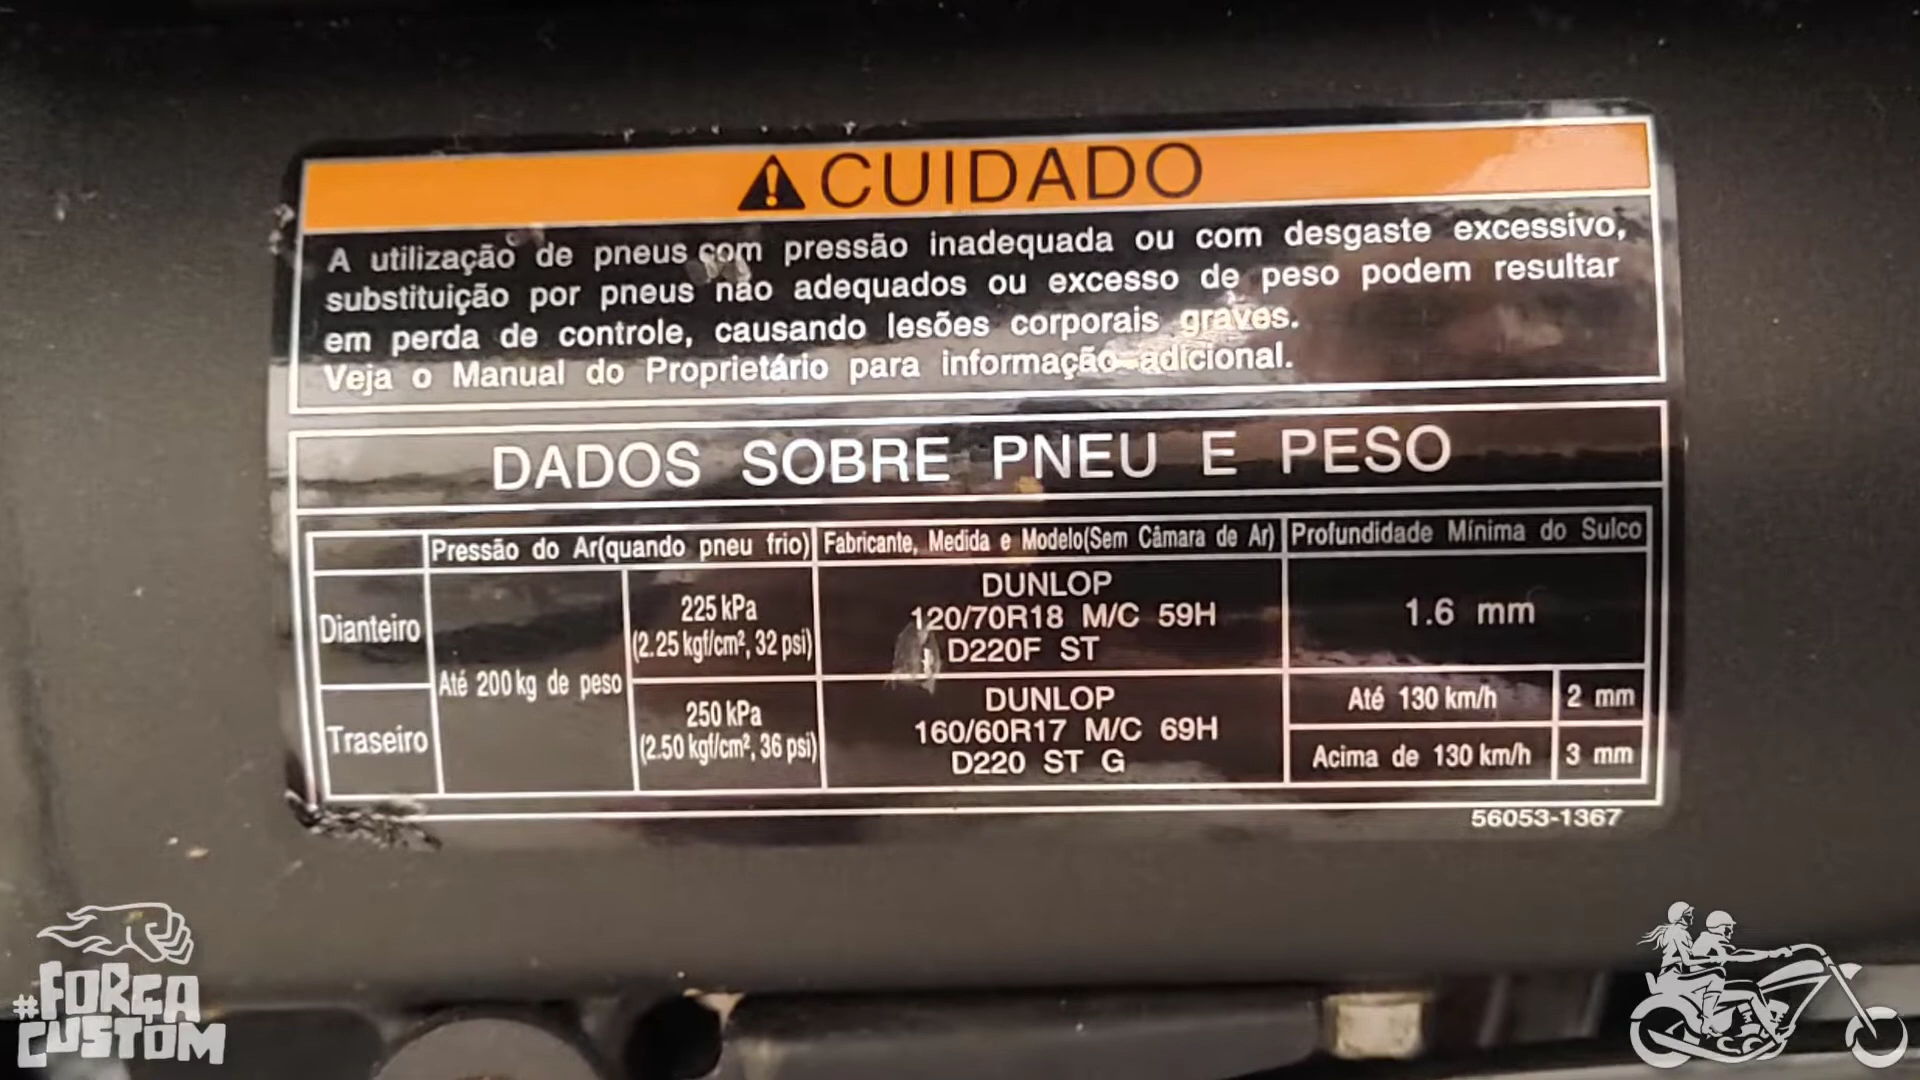 CUIDADO
A utilização de pneus com pressão inadequada ou com desgaste excessivo,
substituição por pneus não adequados ou excesso de peso podem resultar
em perda de controle, causando lesões corporais graves.
Veja o Manual do Proprietário para informação adicional.
DADOS SOBRE PNEU E PESO
Pressão do Ar(quando pneu frio) Fabricante, Medida e Modelo(Sem Câmara de Ar) Profundidade Mínima do Sulco
Dianteiro
Até 200 kg de peso
225 kPa
(2.25 kgf/cm², 32 psi)
DUNLOP
120/70R18 M/C 59H
D220F ST
1.6 mm
Traseiro
250 kPa
(2.50 kgf/cm², 36 psi)
DUNLOP
160/60R17 M/C 69H
D220 ST G
Até 130 km/h 2 mm
Acima de 130 km/h 3 mm
56053-1367
#FORÇA
CUSTOM